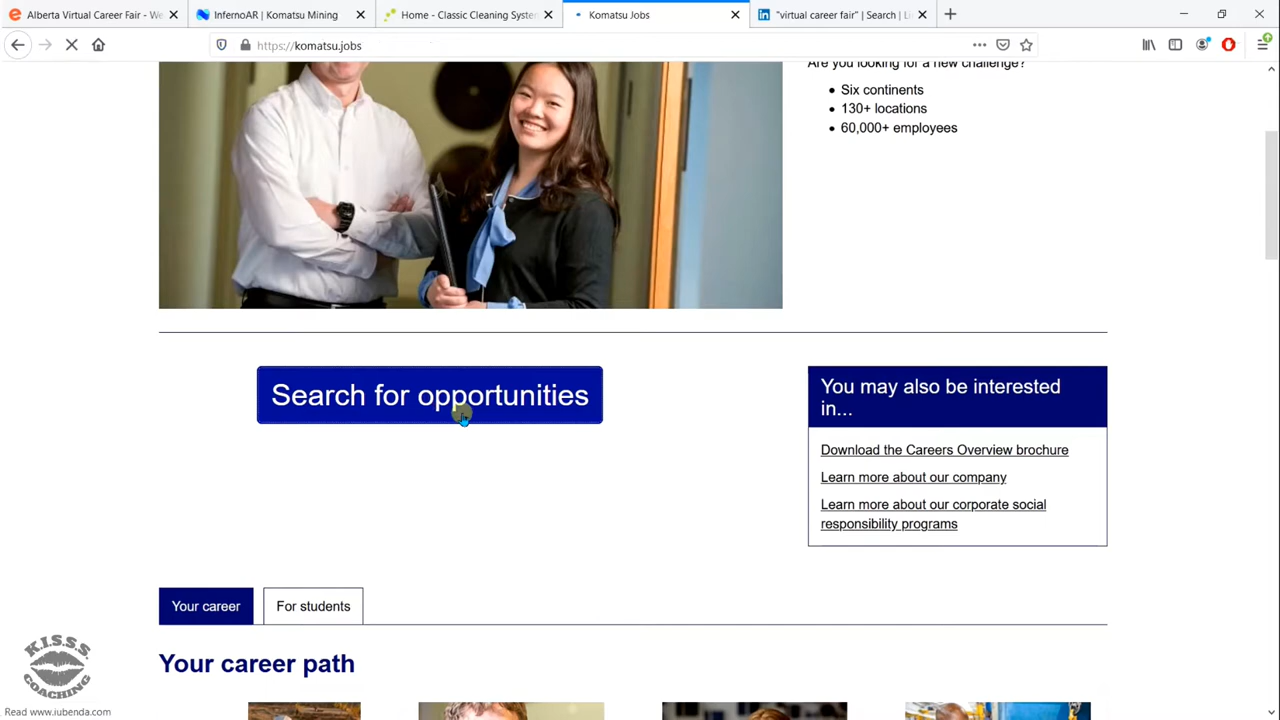 Alberta Virtual Career Fair - We
InfernoAR | Komatsu Mining
Home - Classic Cleaning System
Komatsu Jobs
"virtual career fair" | Search | Li
https://komatsu.jobs
Are you looking for a new challenge?
Six continents
130+ locations
60,000+ employees
Search for opportunities
You may also be interested
in...
Download the Careers Overview brochure
Learn more about our company
Learn more about our corporate social
responsibility programs
Your career
For students
Your career path
K.I.S.S.S.
COACHING
Read www.iubenda.com